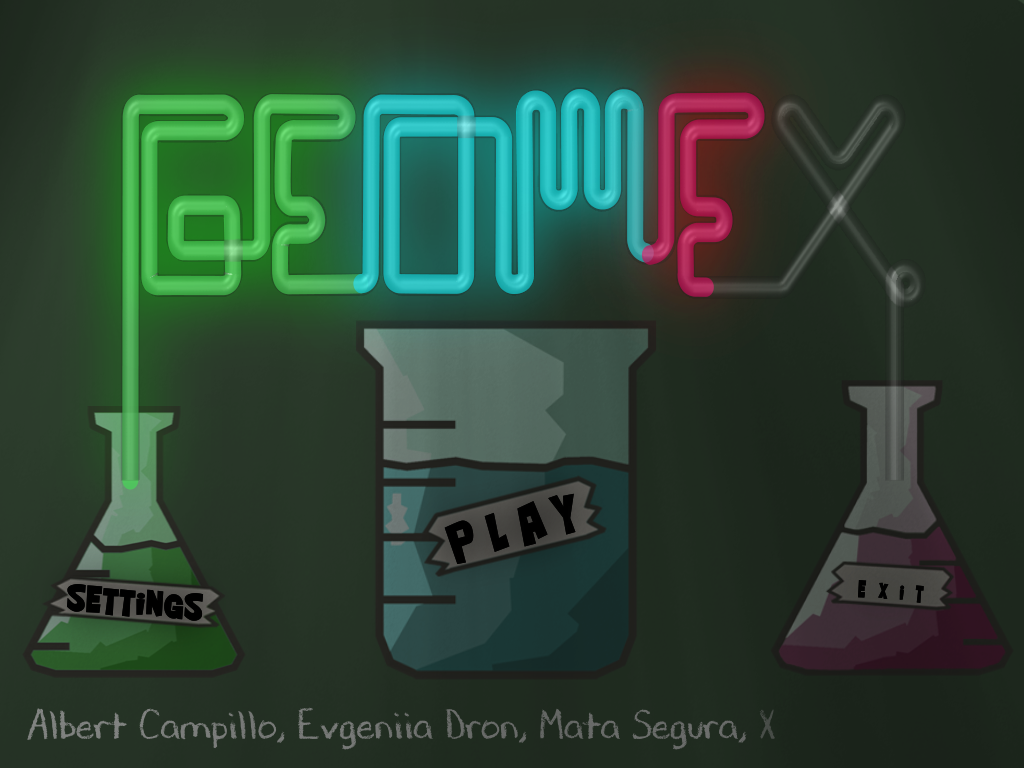 GEOMEX
PLAY
SETTiNGS
EXIT
Albert Campillo, Evgeniia Dron, Mata Segura, X